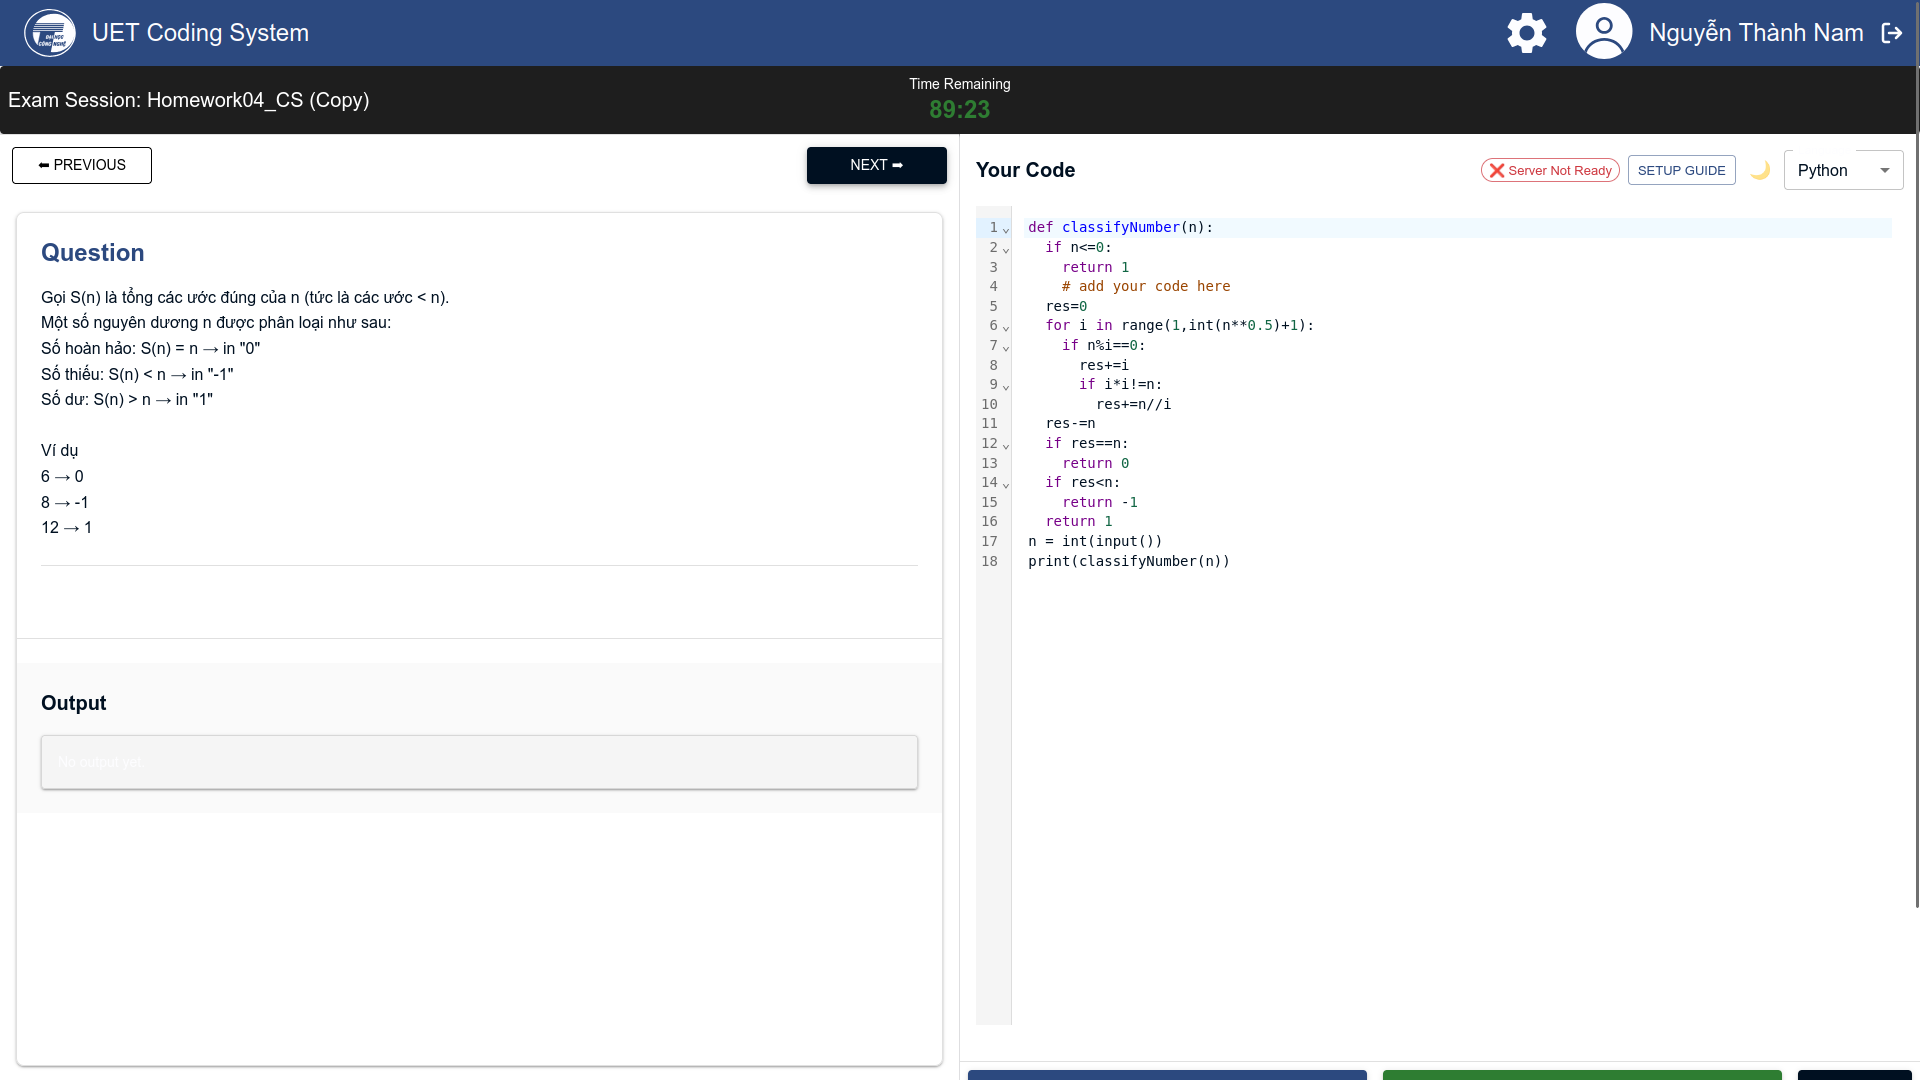 UET Coding System
Nguyễn Thành Nam
Exam Session: Homework04_CS (Copy)
Time Remaining
89:23
⬅ PREVIOUS
NEXT ➡
Question
Gọi S(n) là tổng các ước đúng của n (tức là các ước < n).
Một số nguyên dương n được phân loại như sau:
Số hoàn hảo: S(n) = n → in "0"
Số thiếu: S(n) < n → in "-1"
Số dư: S(n) > n → in "1"
Ví dụ
6 → 0
8 → -1
12 → 1
Output
No output yet.
Your Code
❌ Server Not Ready
SETUP GUIDE
Python
1 def classifyNumber(n):
2   if n<=0:
3     return 1
4     # add your code here
5   res=0
6   for i in range(1,int(n**0.5)+1):
7     if n%i==0:
8       res+=i
9       if i*i!=n:
10         res+=n//i
11   res-=n
12   if res==n:
13     return 0
14   if res<n:
15     return -1
16   return 1
17 n = int(input())
18 print(classifyNumber(n))